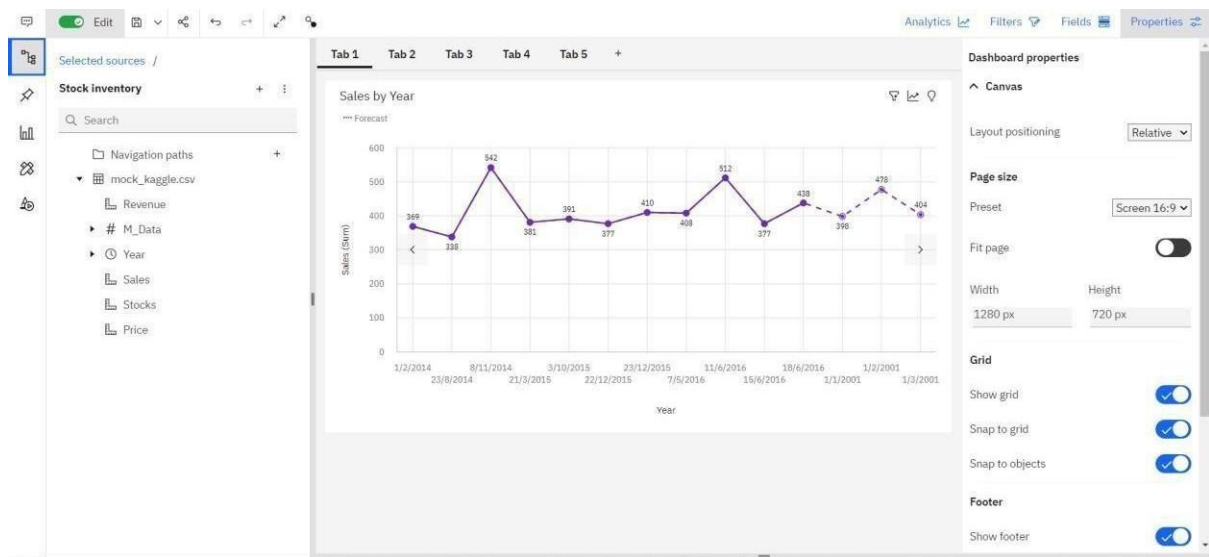 Edit
Analytics
Filters
Fields
Properties
Selected sources /
Stock inventory
Search
Navigation paths
mock_kaggle.csv
Revenue
# M_Data
Year
Sales
Stocks
Price
Tab 1 Tab 2 Tab 3 Tab 4 Tab 5 +
Sales by Year
Forecast
Sales (Sum)
600
500
400
300
200
100
0
369
338
542
381
391
377
410
408
512
377
438
398
478
404
1/2/2014 8/11/2014 3/10/2015 23/12/2015 11/6/2016 18/6/2016 1/2/2001
23/8/2014 21/3/2015 22/12/2015 7/5/2016 15/6/2016 1/1/2001 1/3/2001
Year
Dashboard properties
Canvas
Layout positioning Relative
Page size
Preset Screen 16:9
Fit page
Width Height
1280 px 720 px
Grid
Show grid
Snap to grid
Snap to objects
Footer
Show footer